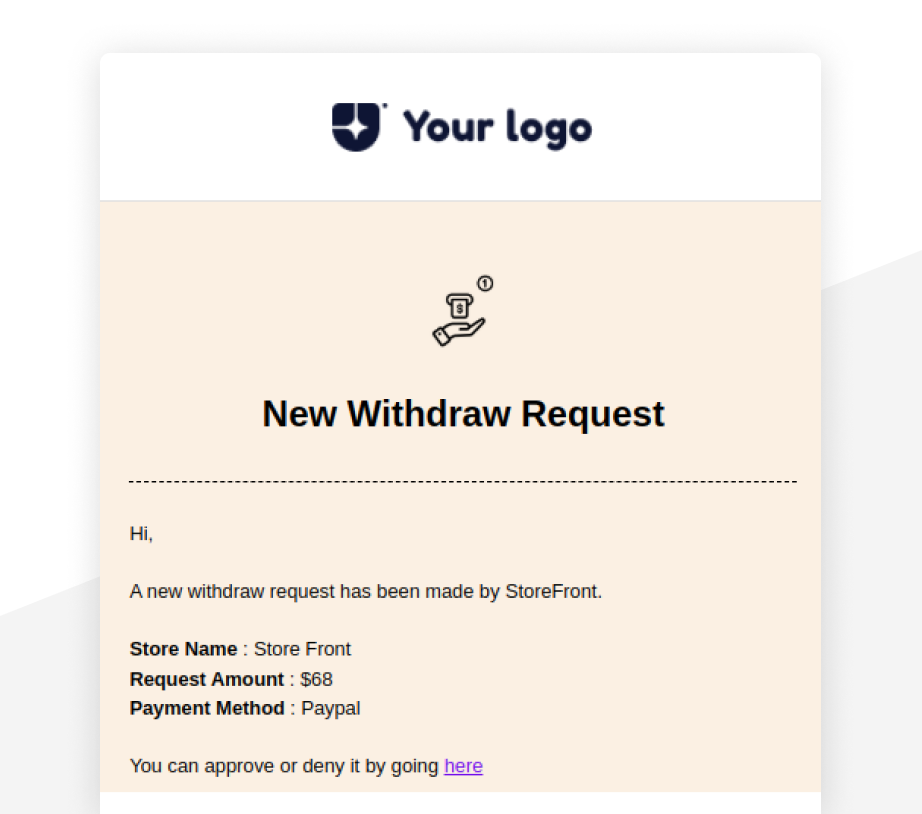 Your logo
1
$
New Withdraw Request
Hi,
A new withdraw request has been made by StoreFront.
Store Name : Store Front
Request Amount : $68
Payment Method : Paypal
You can approve or deny it by going here